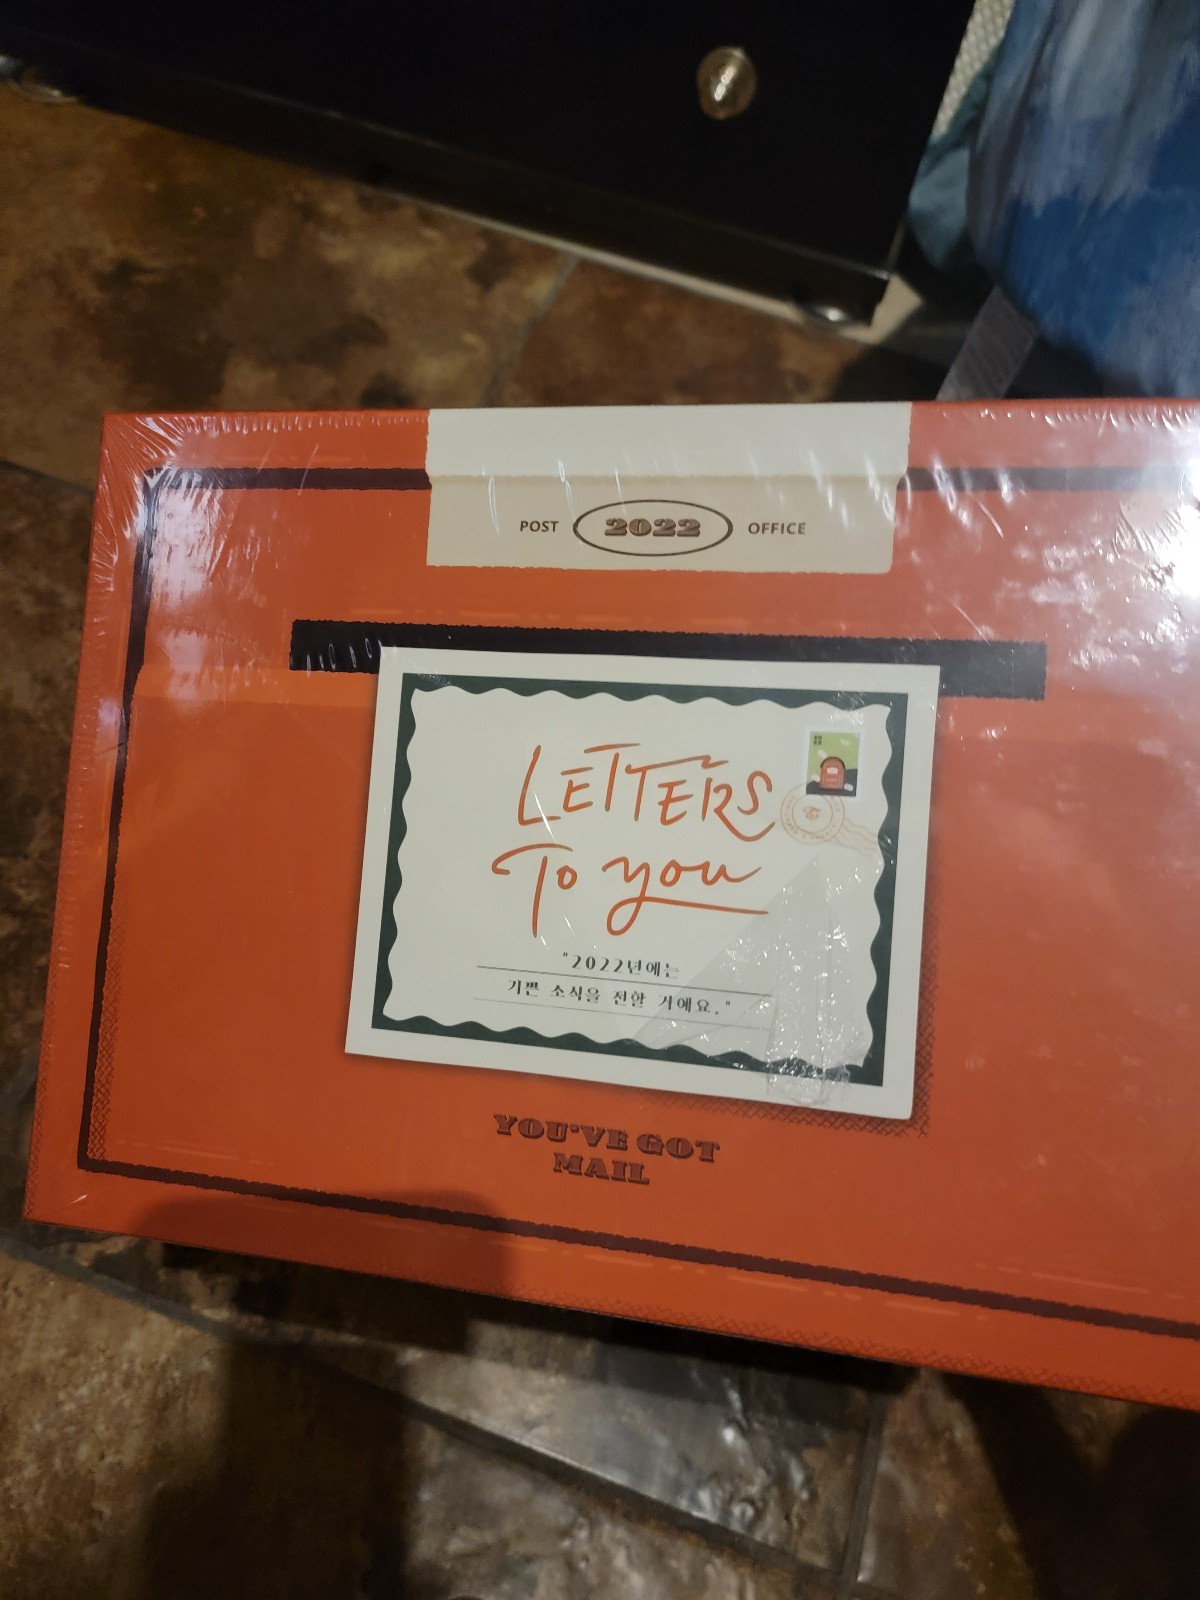 POST 2022 OFFICE
LETTERS
To you
"2022년에는
기쁜 소식을 전할 거예요."
YOU'VE GOT
MAIL